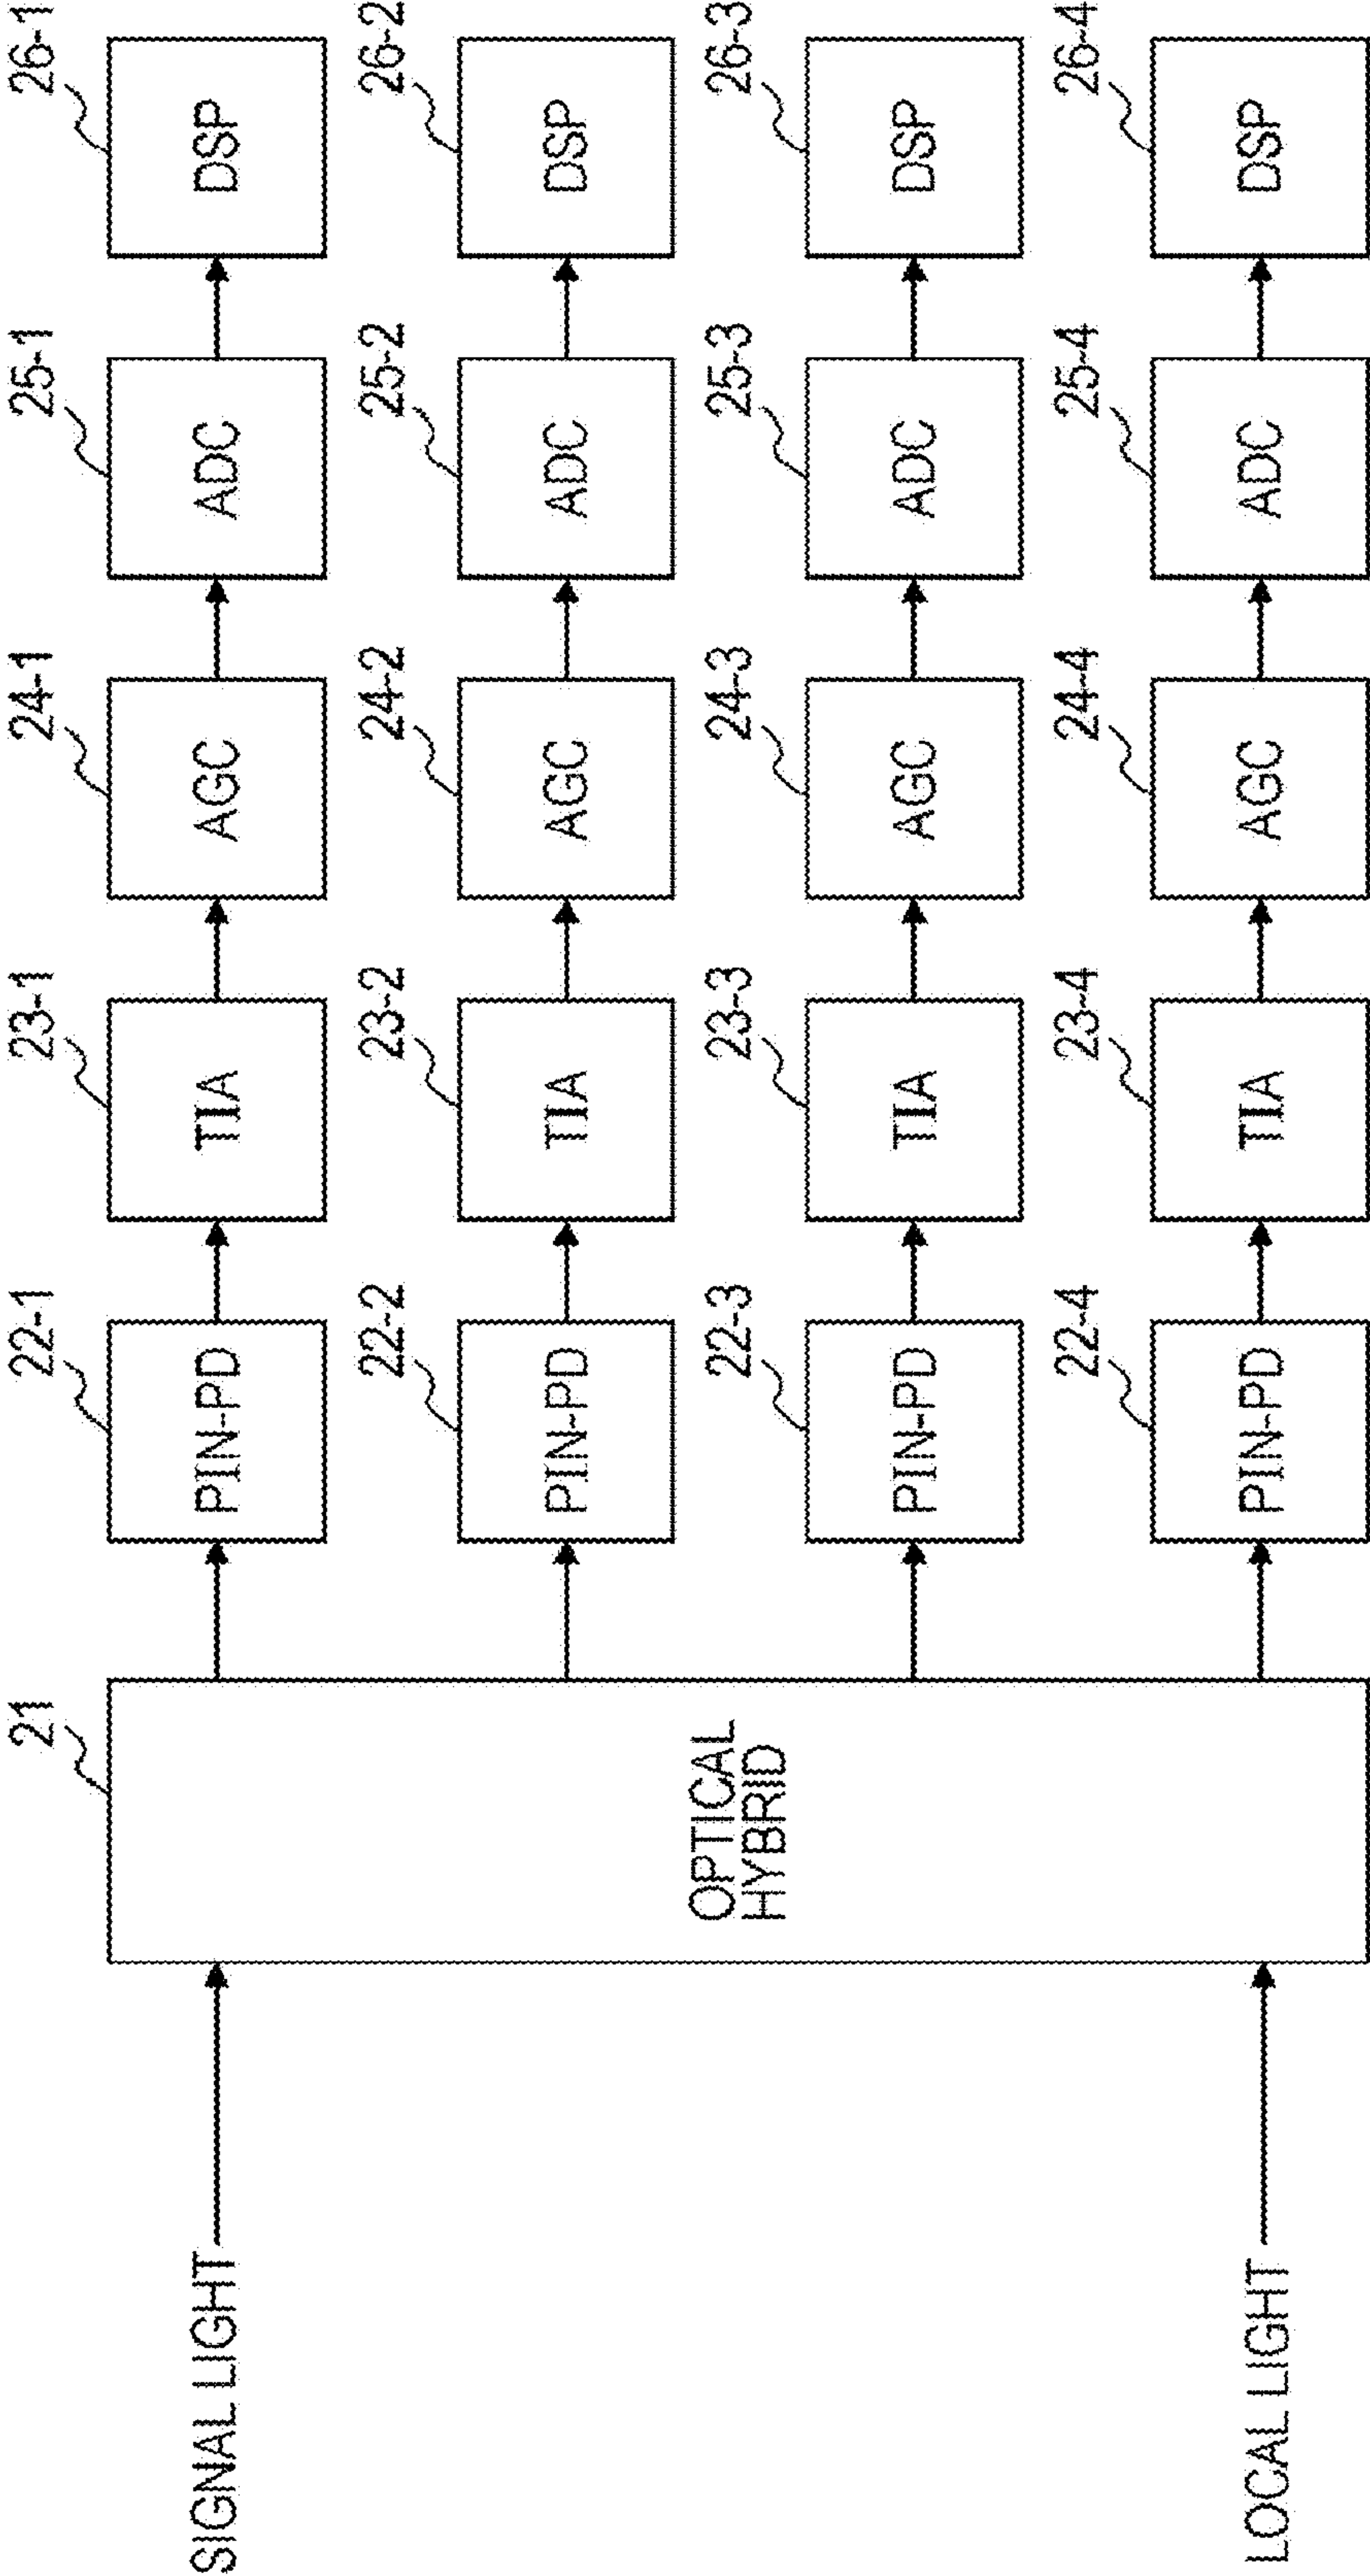 21
22-1
23-1
24-1
25-1
26-1
SIGNAL LIGHT
PIN-PD
TIA
AGC
ADC
DSP
22-2
23-2
24-2
25-2
26-2
PIN-PD
TIA
AGC
ADC
DSP
OPTICAL
HYBRID
22-3
23-3
24-3
25-3
26-3
PIN-PD
TIA
AGC
ADC
DSP
22-4
23-4
24-4
25-4
26-4
LOCAL LIGHT
PIN-PD
TIA
AGC
ADC
DSP